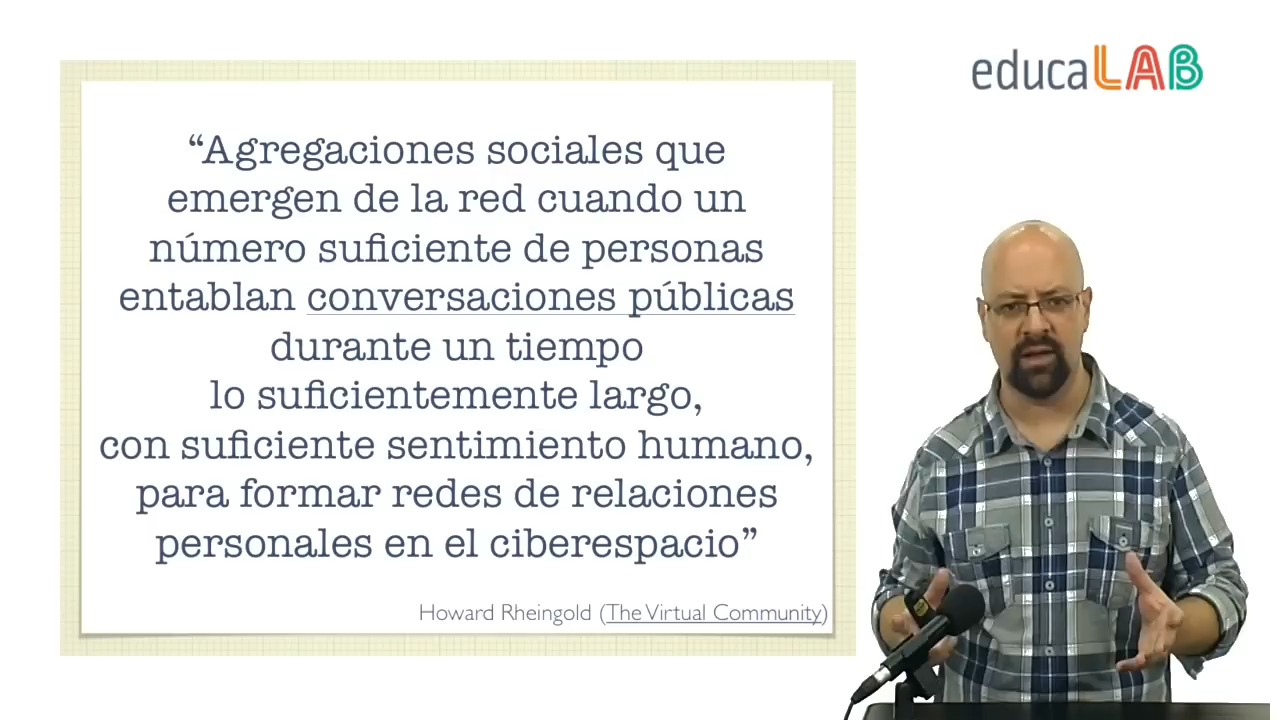 educaLAB
“Agregaciones sociales que
emergen de la red cuando un
número suficiente de personas
entablan conversaciones públicas
durante un tiempo
lo suficientemente largo,
con suficiente sentimiento humano,
para formar redes de relaciones
personales en el ciberespacio”
Howard Rheingold (The Virtual Community)